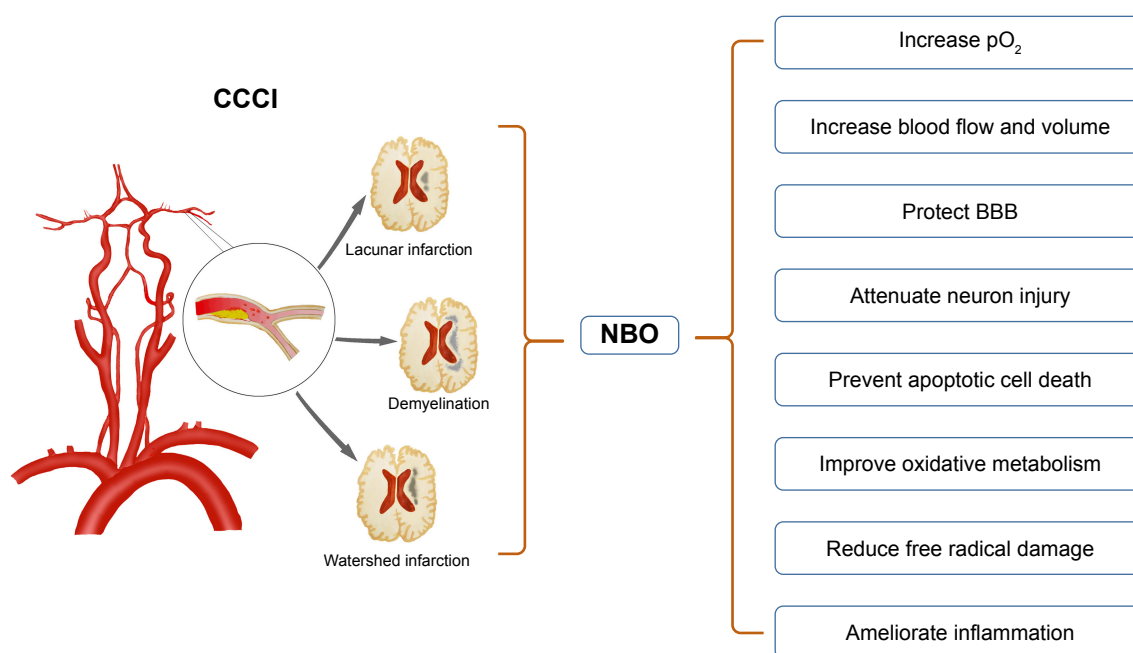 CCCI
Lacunar infarction
Demyelination
Watershed infarction
NBO
Increase pO₂
Increase blood flow and volume
Protect BBB
Attenuate neuron injury
Prevent apoptotic cell death
Improve oxidative metabolism
Reduce free radical damage
Ameliorate inflammation